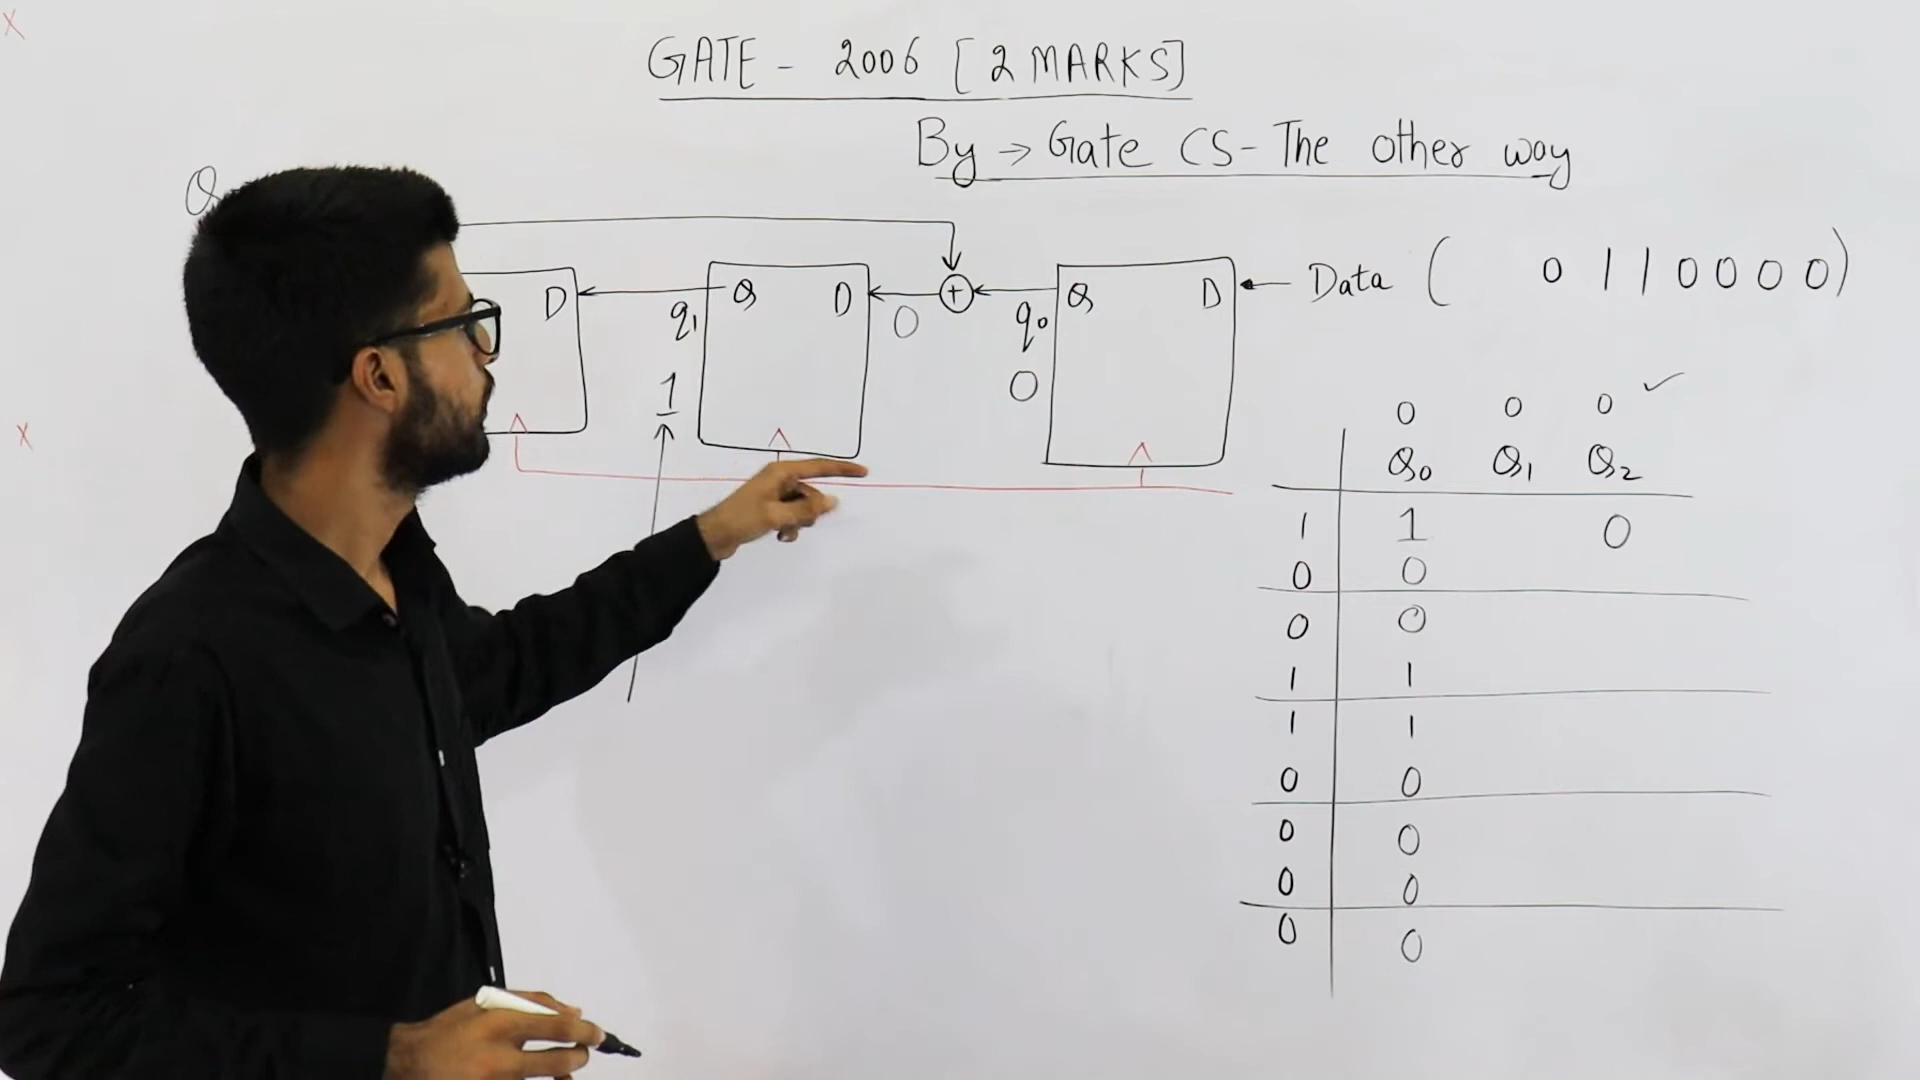 X
GATE - 2006 [2 MARKS]
By → Gate CS - The other way
Q
D Q D + Q D ← Data ( 0 1 1 0 0 0 0 )
q1 0 q0
1 0
X
0 0 0 ✓
Q0 Q1 Q2
1 1 0
0 0
0 0
1 1
1 1
0 0
0 0
0 0
0 0